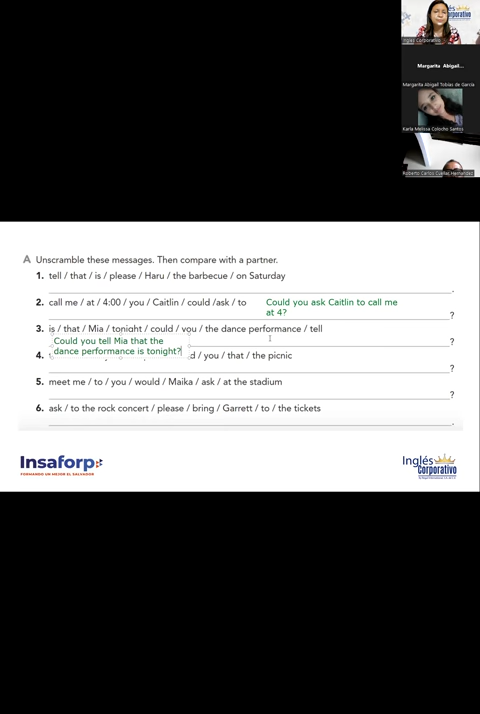 Inglés Corporativo
Margarita Abigail...
Margarita Abigail Tobías de García
Karla Melissa Colocho Santos
Roberto Carlos Cuellas Hernandez
A Unscramble these messages. Then compare with a partner.
1. tell / that / is / please / Haru / the barbecue / on Saturday
.
2. call me / at / 4:00 / you / Caitlin / could /ask / to
Could you ask Caitlin to call me
at 4?
?
3. is / that / Mia / tonight / could / you / the dance performance / tell
Could you tell Mia that the
dance performance is tonight?
?
4. d / you / that / the picnic
?
5. meet me / to / you / would / Maika / ask / at the stadium
?
6. ask / to the rock concert / please / bring / Garrett / to / the tickets
.
Insaforp
FORMANDO UN MEJOR EL SALVADOR
Inglés
Corporativo